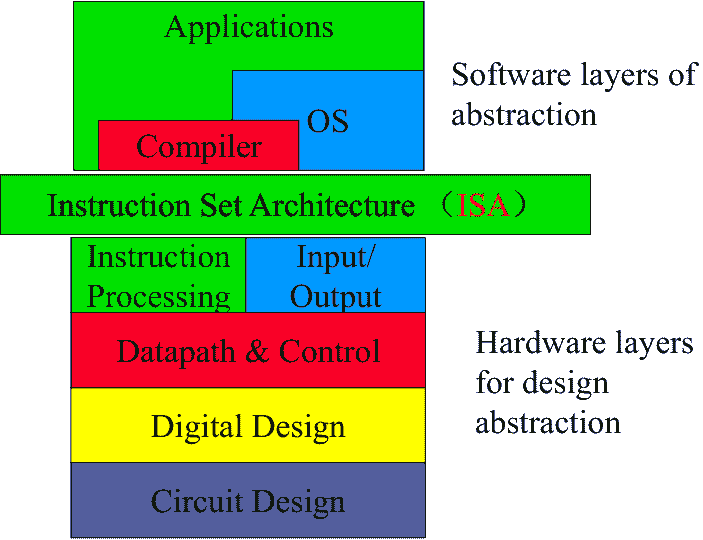 Applications
OS
Compiler
Software layers of
abstraction
Instruction Set Architecture （ISA）
Instruction
Processing
Input/
Output
Datapath & Control
Digital Design
Circuit Design
Hardware layers
for design
abstraction